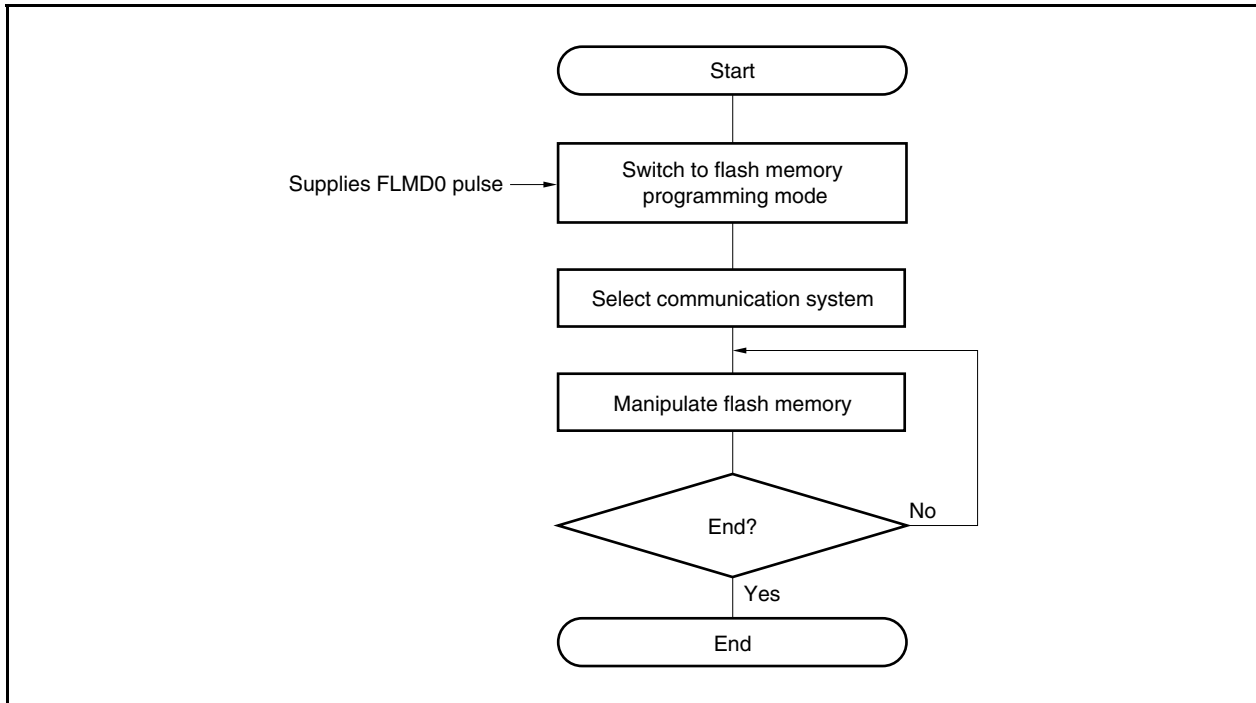 Start
Supplies FLMD0 pulse
Switch to flash memory
programming mode
Select communication system
Manipulate flash memory
End?
No
Yes
End